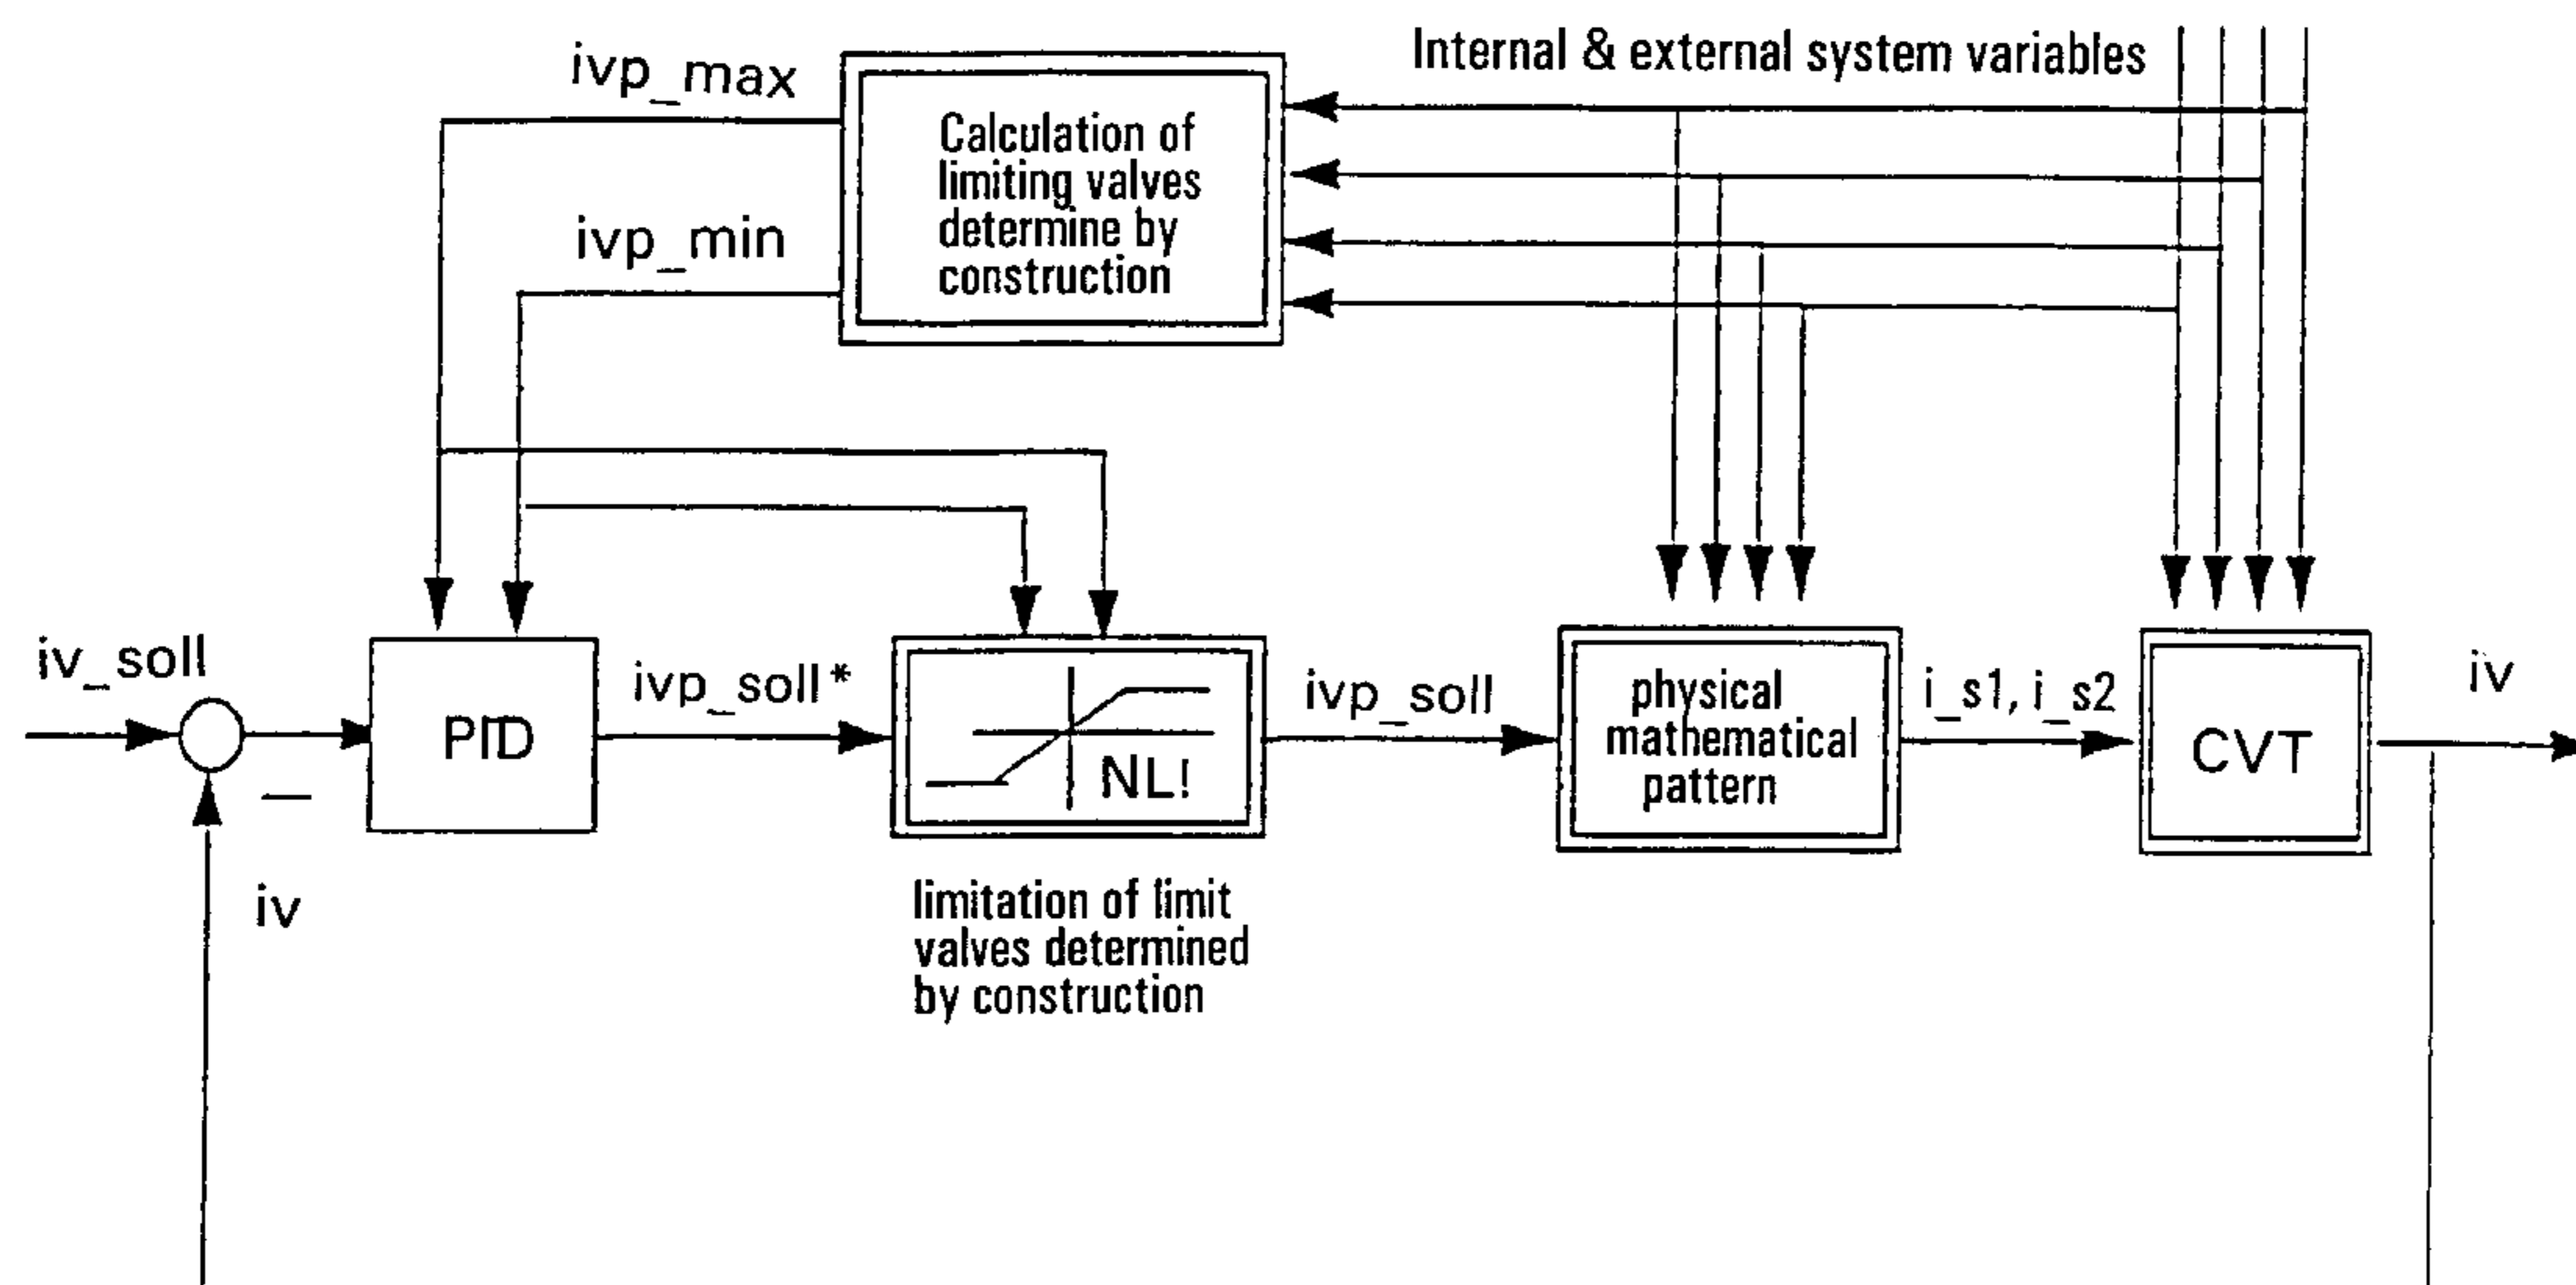 Internal & external system variables
ivp_max
Calculation of
limiting valves
determine by
construction
ivp_min
iv_soll
PID
ivp_soll*
NL!
ivp_soll
physical
mathematical
pattern
i_s1, i_s2
CVT
iv
–
iv
limitation of limit
valves determined
by construction